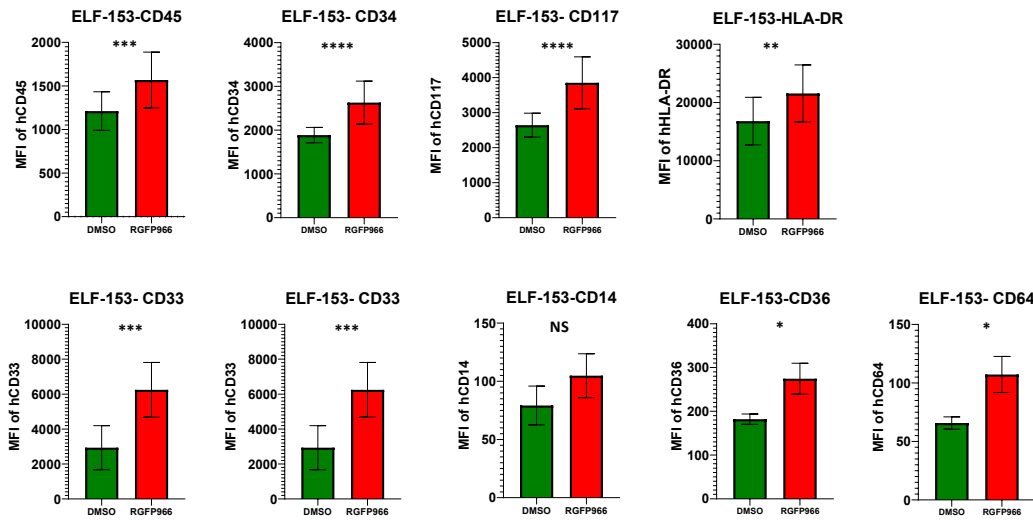 ELF-153-CD45
***
MFI of hCD45
2000
1500
1000
500
0
DMSO
RGFP966
ELF-153- CD34
****
MFI of hCD34
4000
3000
2000
1000
0
DMSO
RGFP966
ELF-153-CD117
****
MFI of hCD117
5000
4000
3000
2000
1000
0
DMSO
RGFP966
ELF-153-HLA-DR
**
MFI of hHLA-DR
30000
20000
10000
0
DMSO
RGFP966
ELF-153- CD33
***
MFI of hCD33
10000
8000
6000
4000
2000
0
DMSO
RGFP966
ELF-153- CD33
***
MFI of hCD33
10000
8000
6000
4000
2000
0
DMSO
RGFP966
ELF-153-CD14
NS
MFI of hCD14
150
100
50
0
DMSO
RGFP966
ELF-153-CD36
*
MFI of hCD36
400
300
200
100
0
DMSO
RGFP966
ELF-153- CD64
*
MFI of hCD64
150
100
50
0
DMSO
RGFP966